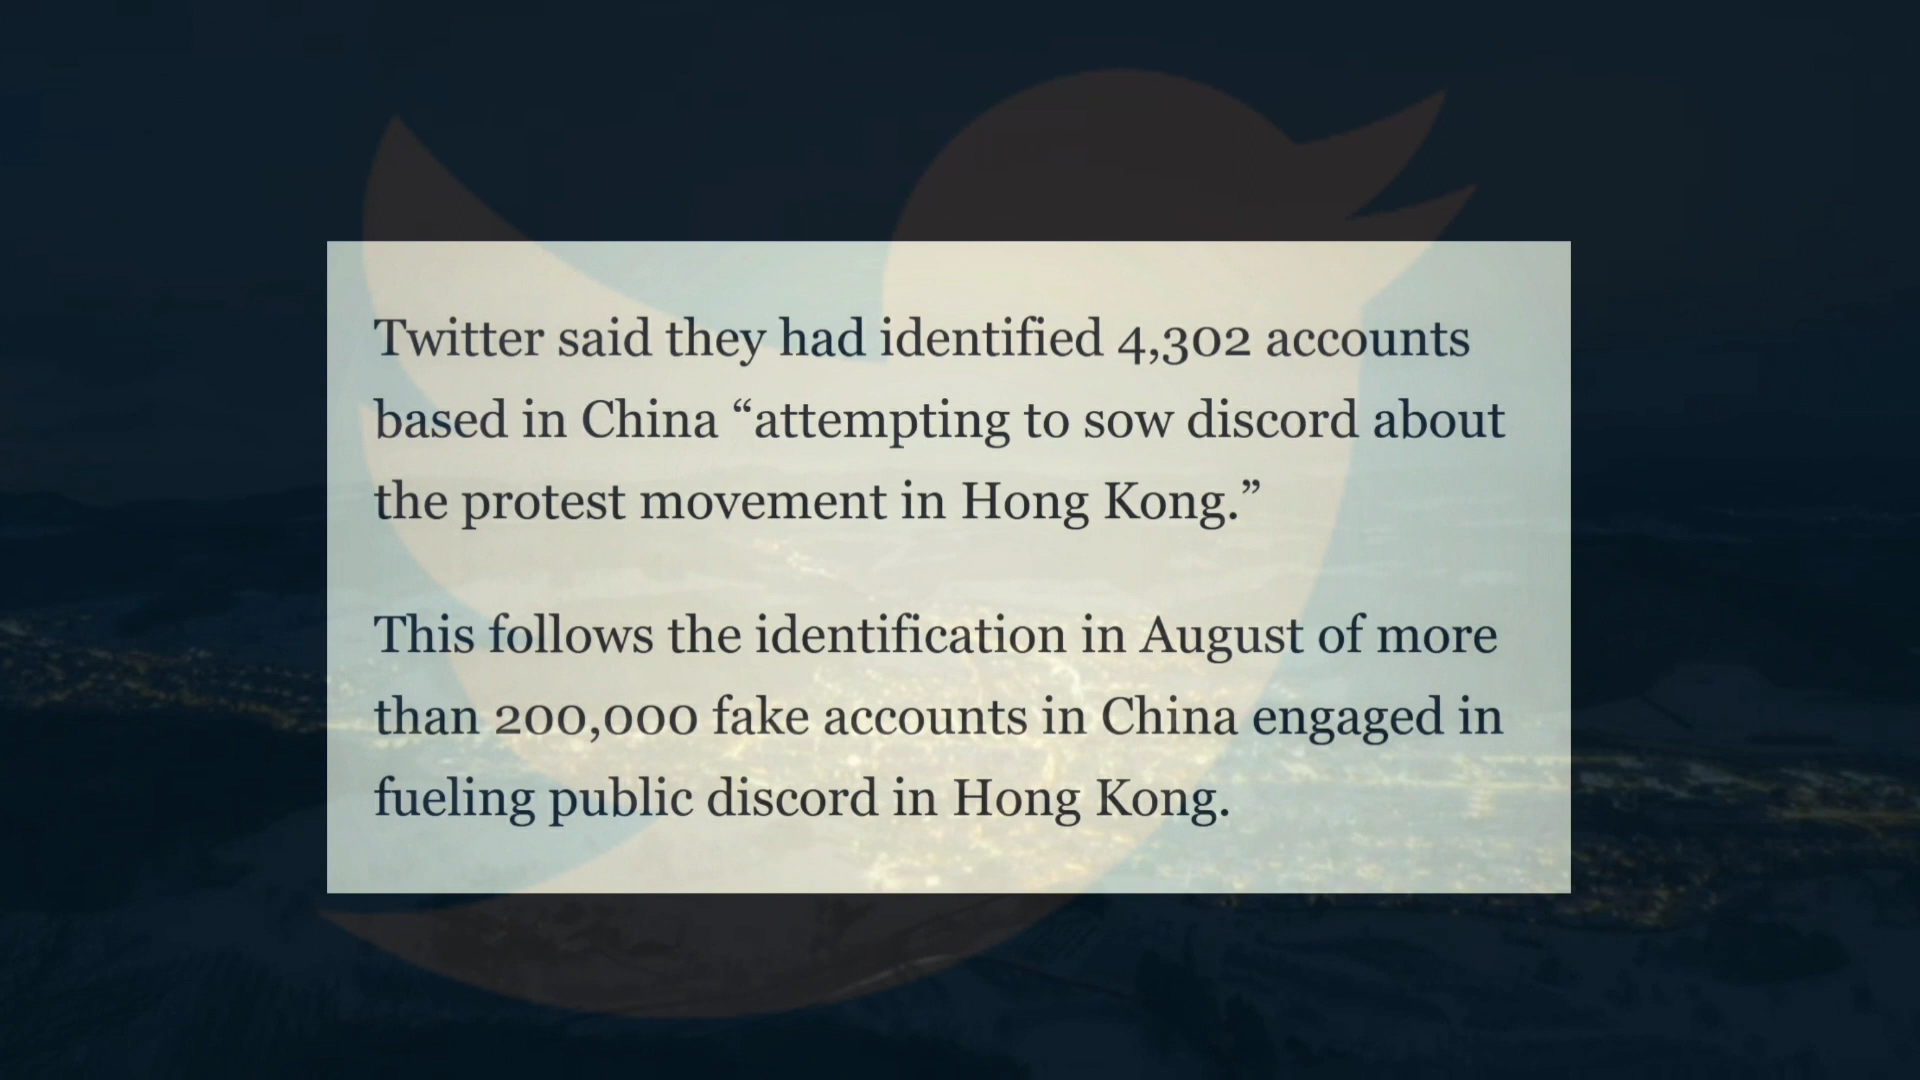 Twitter said they had identified 4,302 accounts
based in China “attempting to sow discord about
the protest movement in Hong Kong.”
This follows the identification in August of more
than 200,000 fake accounts in China engaged in
fueling public discord in Hong Kong.